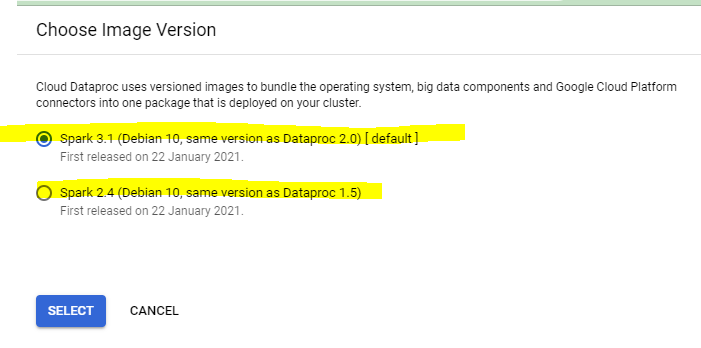 Choose Image Version
Cloud Dataproc uses versioned images to bundle the operating system, big data components and Google Cloud Platform
connectors into one package that is deployed on your cluster.
Spark 3.1 (Debian 10, same version as Dataproc 2.0) [ default ]
First released on 22 January 2021.
Spark 2.4 (Debian 10, same version as Dataproc 1.5)
First released on 22 January 2021.
SELECT CANCEL